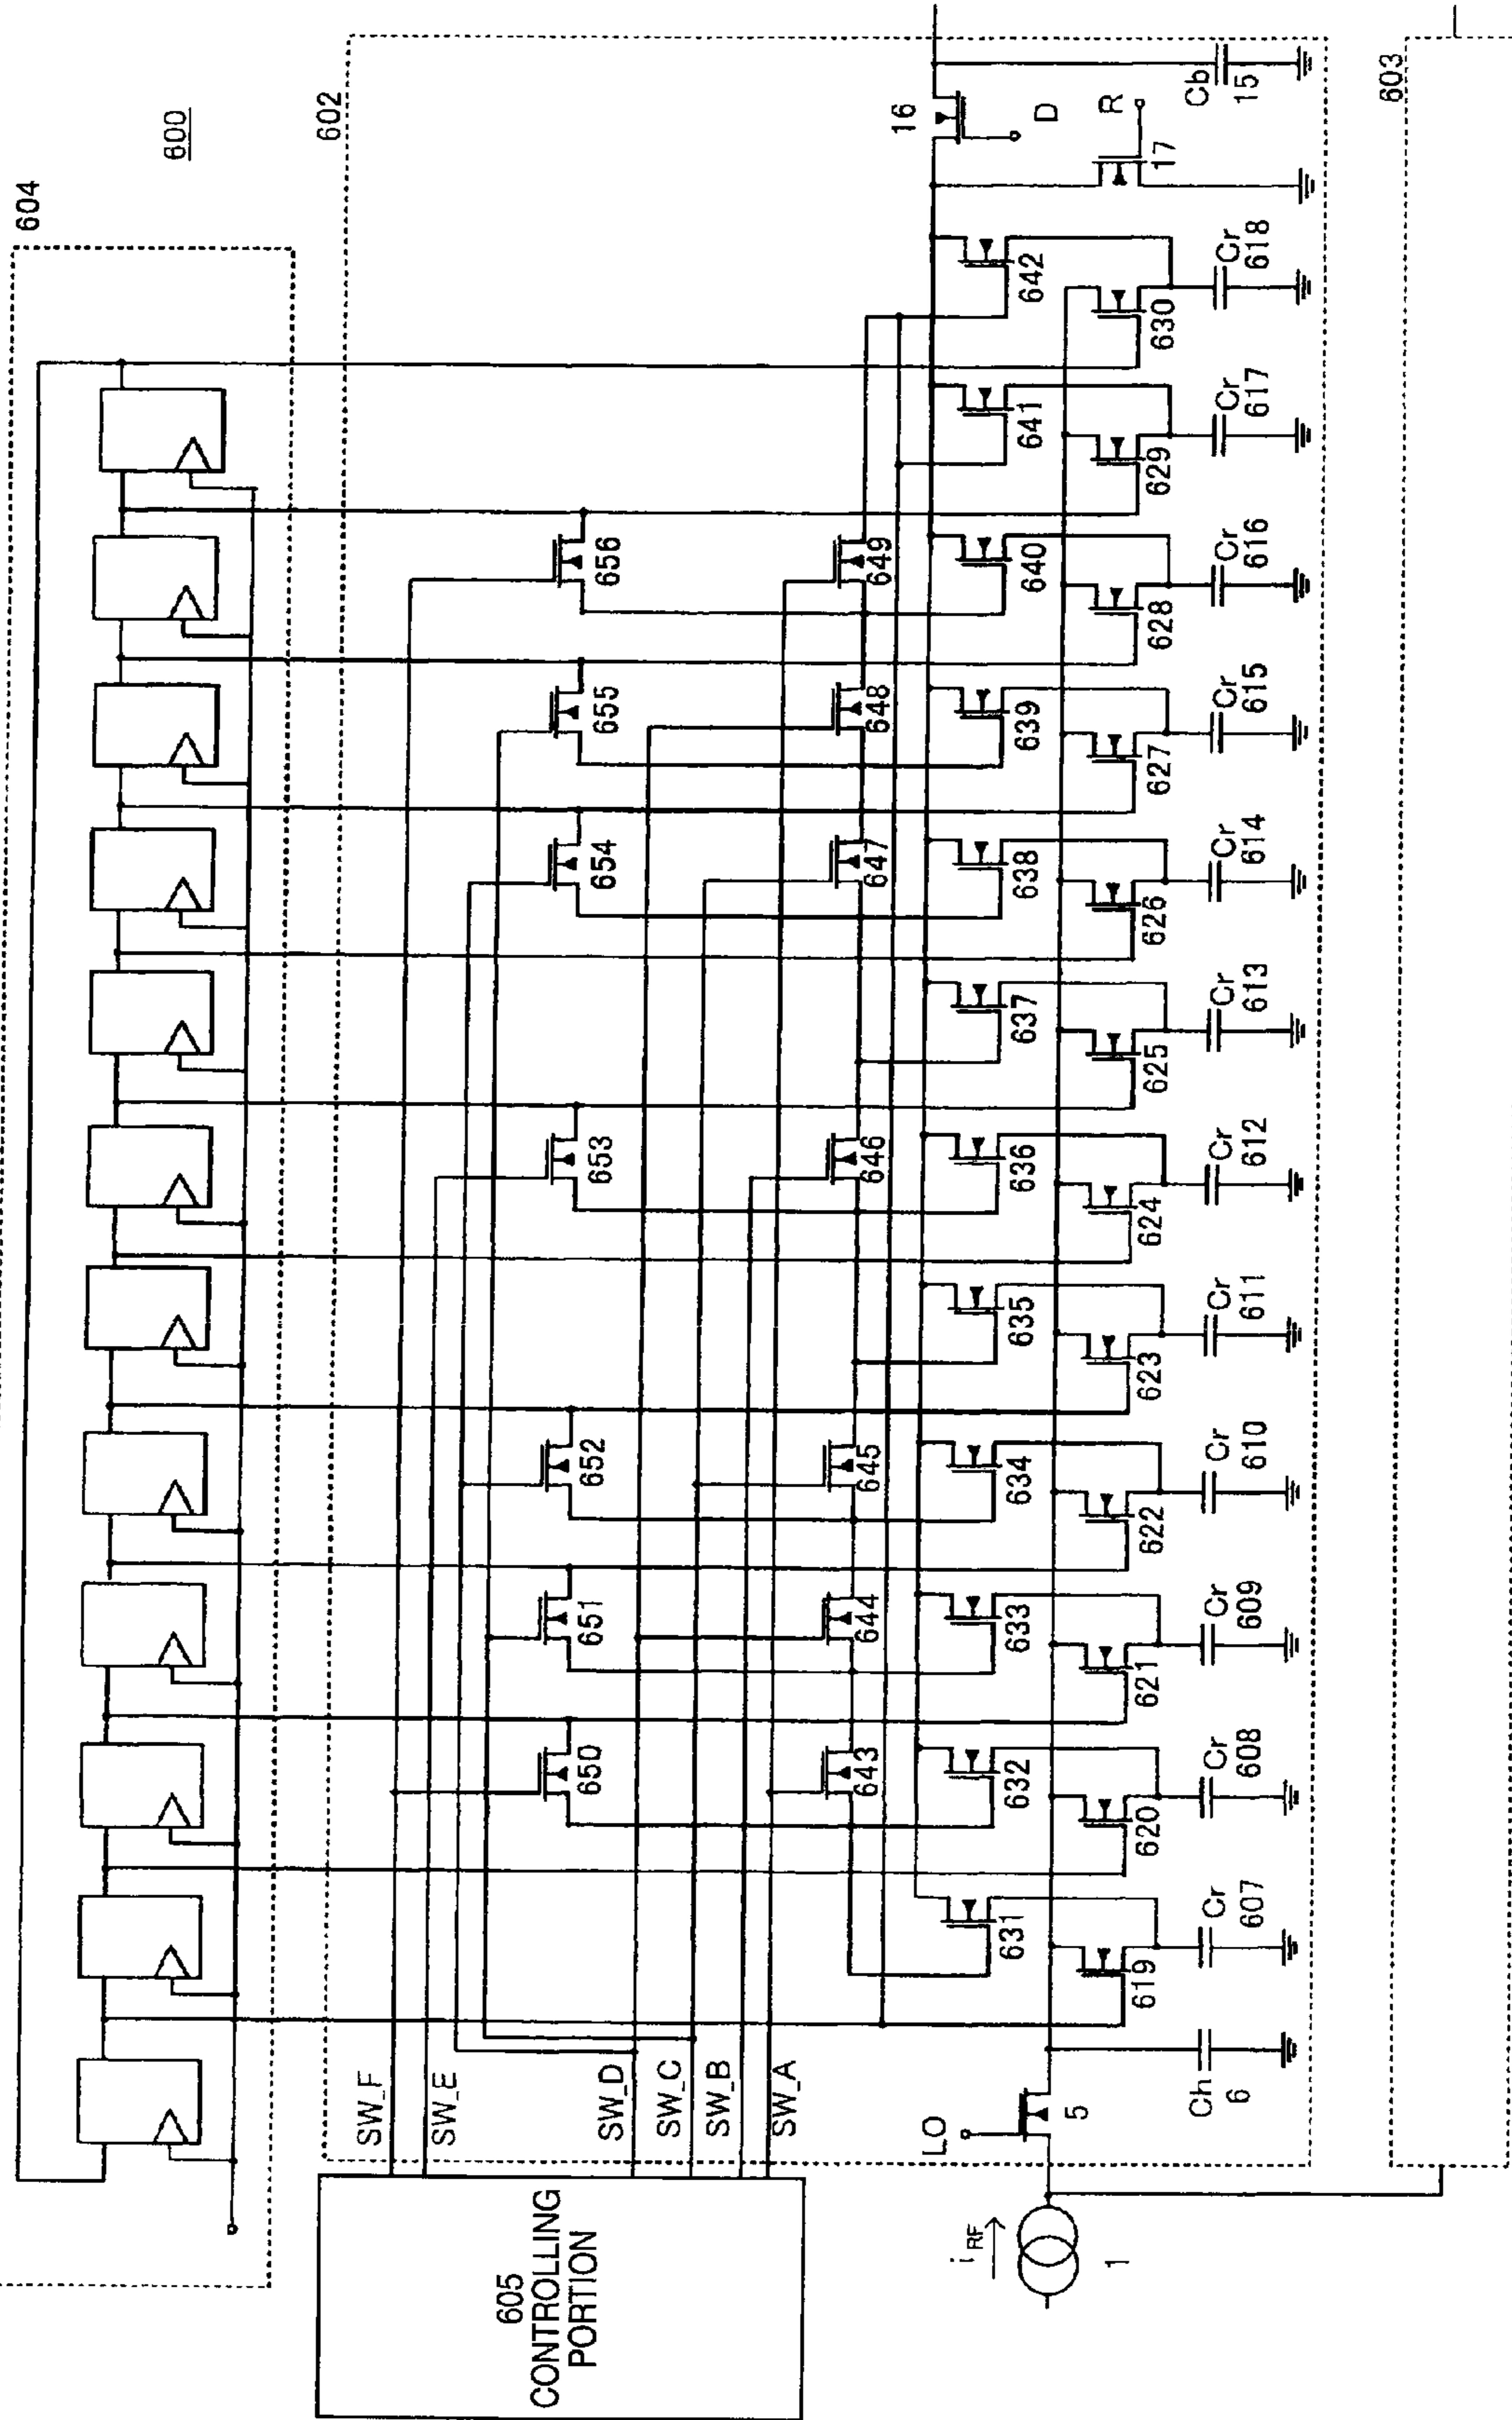 600
604
602
603
605
CONTROLLING
PORTION
SW_F
SW_E
SW_D
SW_C
SW_B
SW_A
650
651
652
653
654
655
656
643
644
645
646
647
648
649
631
632
633
634
635
636
637
638
639
640
641
642
619
620
621
622
623
624
625
626
627
628
629
630
Cr
607
Cr
608
Cr
609
Cr
610
Cr
611
Cr
612
Cr
613
Cr
614
Cr
615
Cr
616
Cr
617
Cr
618
LO
5
Ch
6
iRF
1
16
D
R
17
Cb
15